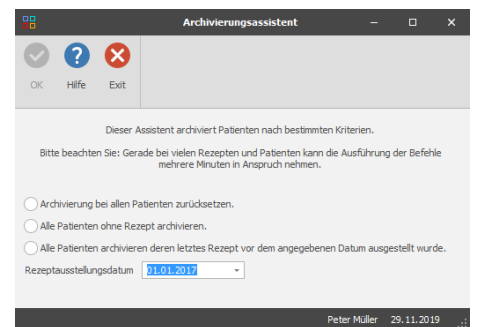 Archivierungsassistent
OK Hilfe Exit
Dieser Assistent archiviert Patienten nach bestimmten Kriterien.
Bitte beachten Sie: Gerade bei vielen Rezepten und Patienten kann die Ausführung der Befehle
mehrere Minuten in Anspruch nehmen.
Archivierung bei allen Patienten zurücksetzen.
Alle Patienten ohne Rezept archivieren.
Alle Patienten archivieren deren letztes Rezept vor dem angegebenen Datum ausgestellt wurde.
Rezeptausstellungsdatum 01.01.2017
Peter Müller 29.11.2019